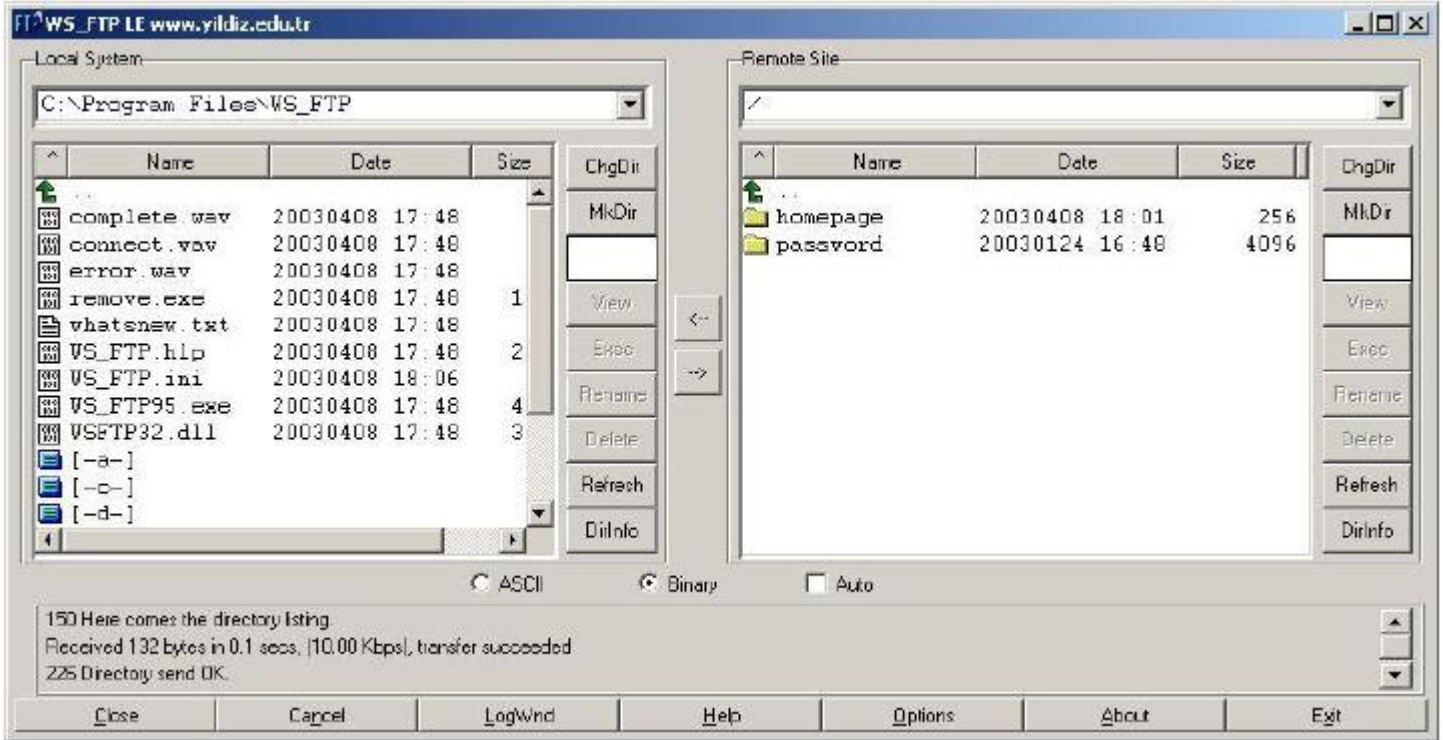 WS_FTP LE www.yildiz.edu.tr
Local System
C:\Program Files\WS_FTP
^ Name Date Size
..
complete.wav 20030408 17:48
connect.wav 20030408 17:48
error.wav 20030408 17:48
remove.exe 20030408 17:48 1
whatsnew.txt 20030408 17:48
WS_FTP.hlp 20030408 17:48 2
WS_FTP.ini 20030408 18:06
WS_FTP95.exe 20030408 17:48 4
WSFTP32.dll 20030408 17:48 3
[-a-]
[-c-]
[-d-]
ChgDir
MkDir
View
Exec
Rename
Delete
Refresh
DirInfo
<--
-->
Remote Site
/
^ Name Date Size
..
homepage 20030408 18:01 256
password 20030124 16:48 4096
ChgDir
MkDir
View
Exec
Rename
Delete
Refresh
DirInfo
ASCII Binary Auto
150 Here comes the directory listing.
Received 132 bytes in 0.1 secs, (10.00 Kbps), transfer succeeded
226 Directory send OK.
Close Cancel LogWnd Help Options About Exit